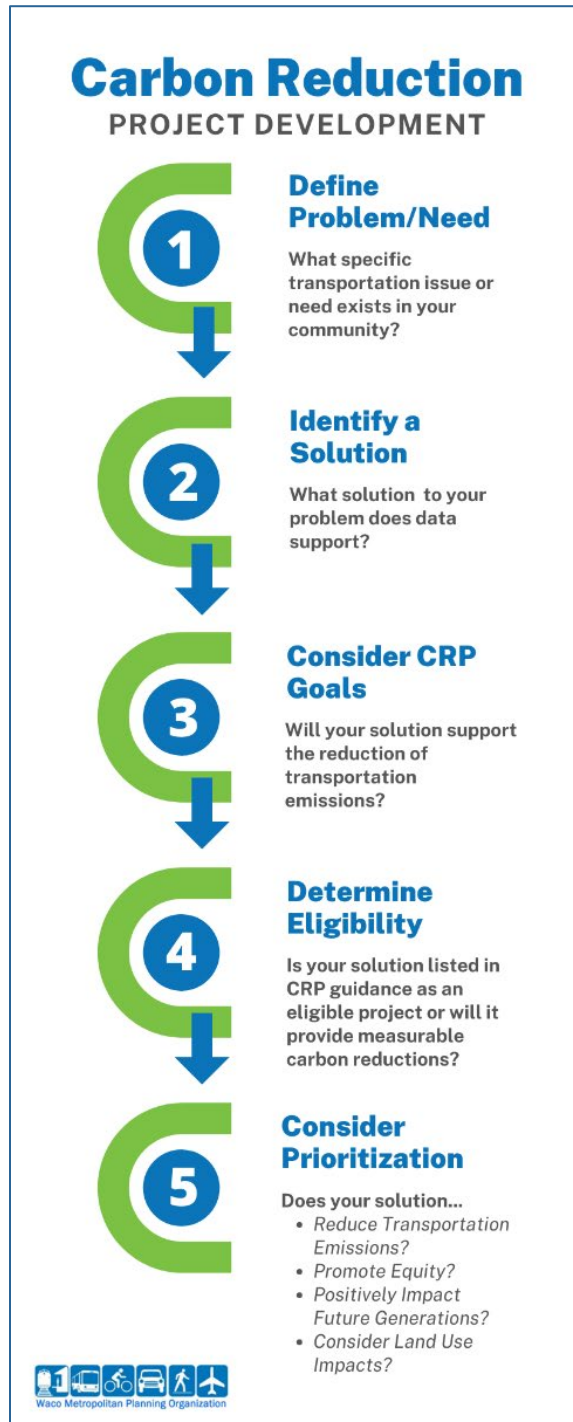 Carbon Reduction
PROJECT DEVELOPMENT
1
Define
Problem/Need
What specific
transportation issue or
need exists in your
community?
2
Identify a
Solution
What solution to your
problem does data
support?
3
Consider CRP
Goals
Will your solution support
the reduction of
transportation
emissions?
4
Determine
Eligibility
Is your solution listed in
CRP guidance as an
eligible project or will it
provide measurable
carbon reductions?
5
Consider
Prioritization
Does your solution...
• Reduce Transportation
Emissions?
• Promote Equity?
• Positively Impact
Future Generations?
• Consider Land Use
Impacts?
Waco Metropolitan Planning Organization